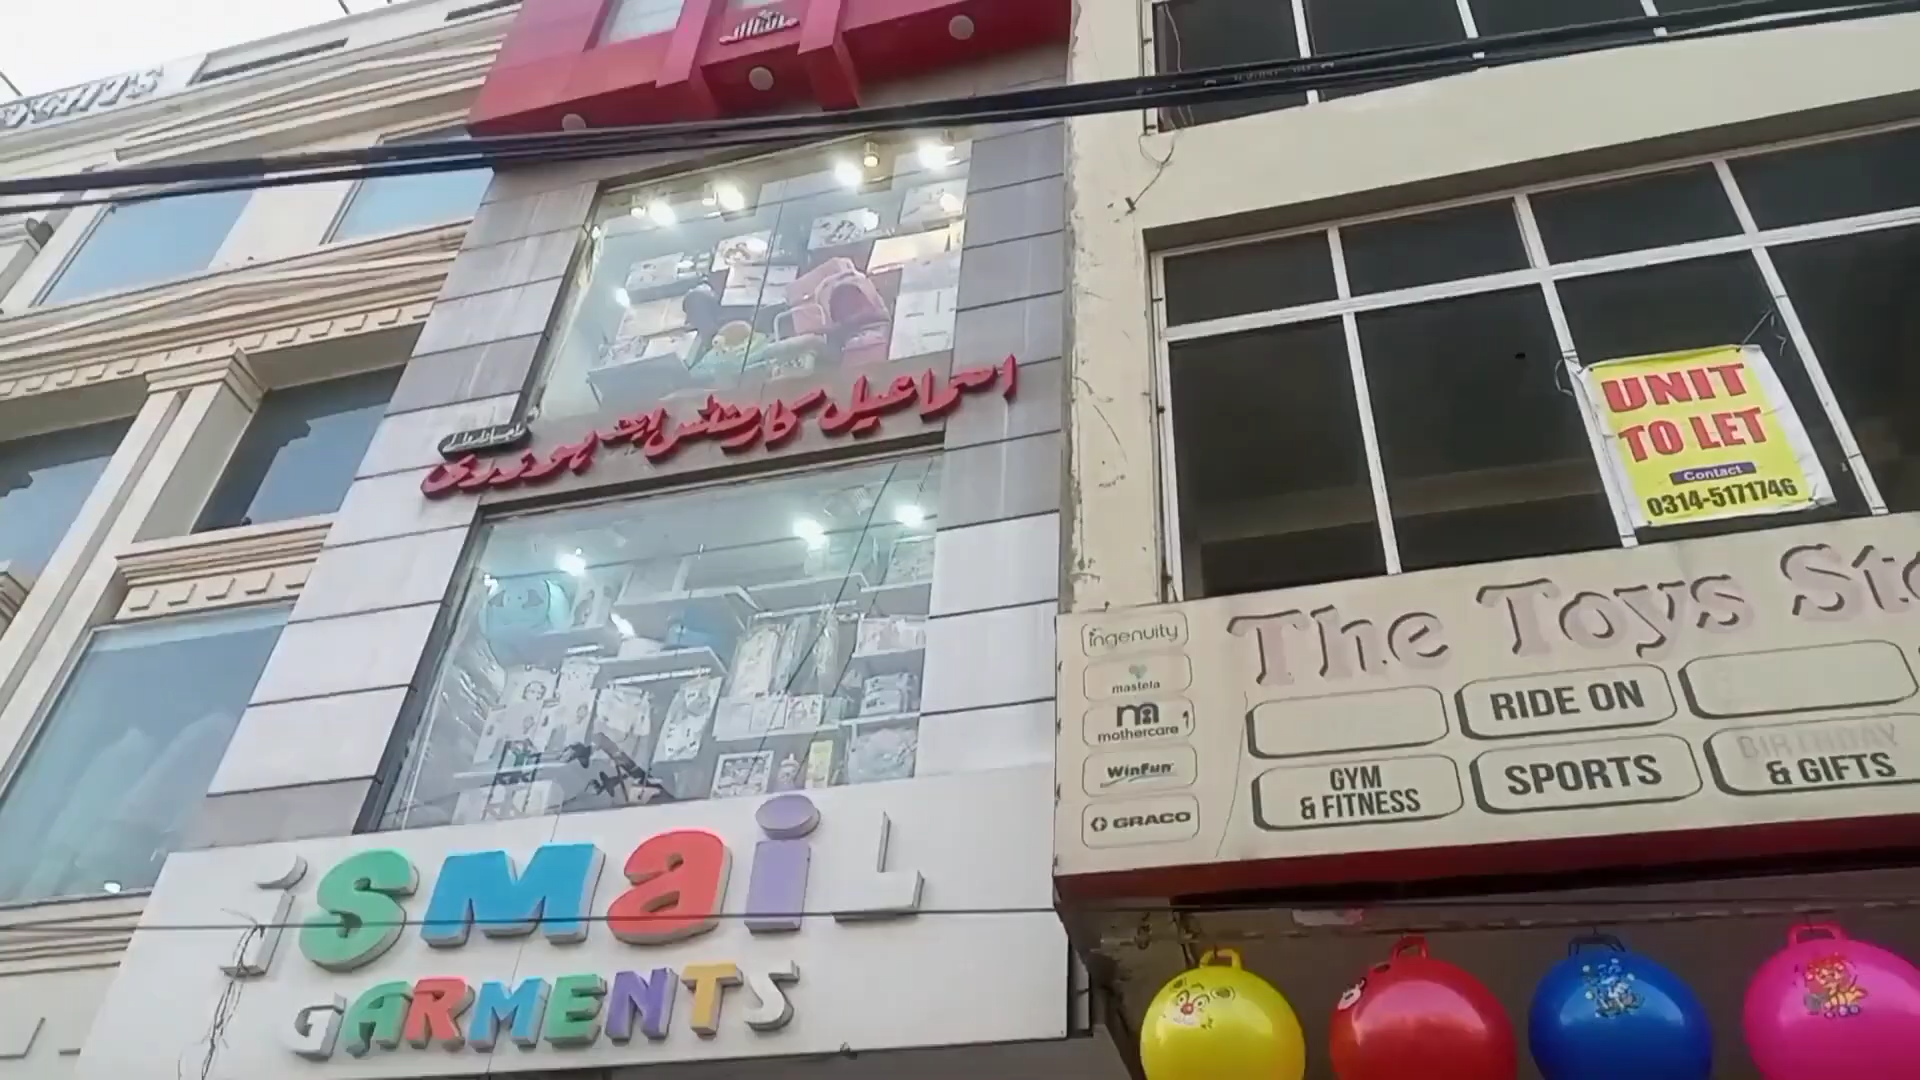 اسماعیل گارمنٹس اینڈ ہوزری
ismail
GARMENTS
UNIT
TO LET
Contact
0314-5171746
The Toys
ingenuity
mastela
mothercare
WinFun
GRACO
RIDE ON
GYM
& FITNESS
SPORTS
BIRTHDAY
& GIFTS